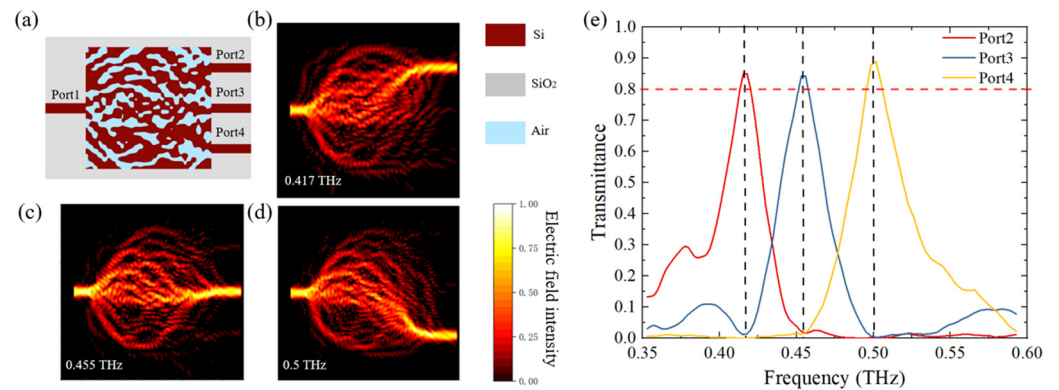 (a)
Port1
Port2
Port3
Port4
(b)
0.417 THz
Si
SiO₂
Air
(c)
0.455 THz
(d)
0.5 THz
1.00
0.75
0.50
0.25
0.00
Electric field intensity
(e)
Port2
Port3
Port4
1.0
0.9
0.8
0.7
0.6
0.5
0.4
0.3
0.2
0.1
0.0
Transmittance
0.35 0.40 0.45 0.50 0.55 0.60
Frequency (THz)